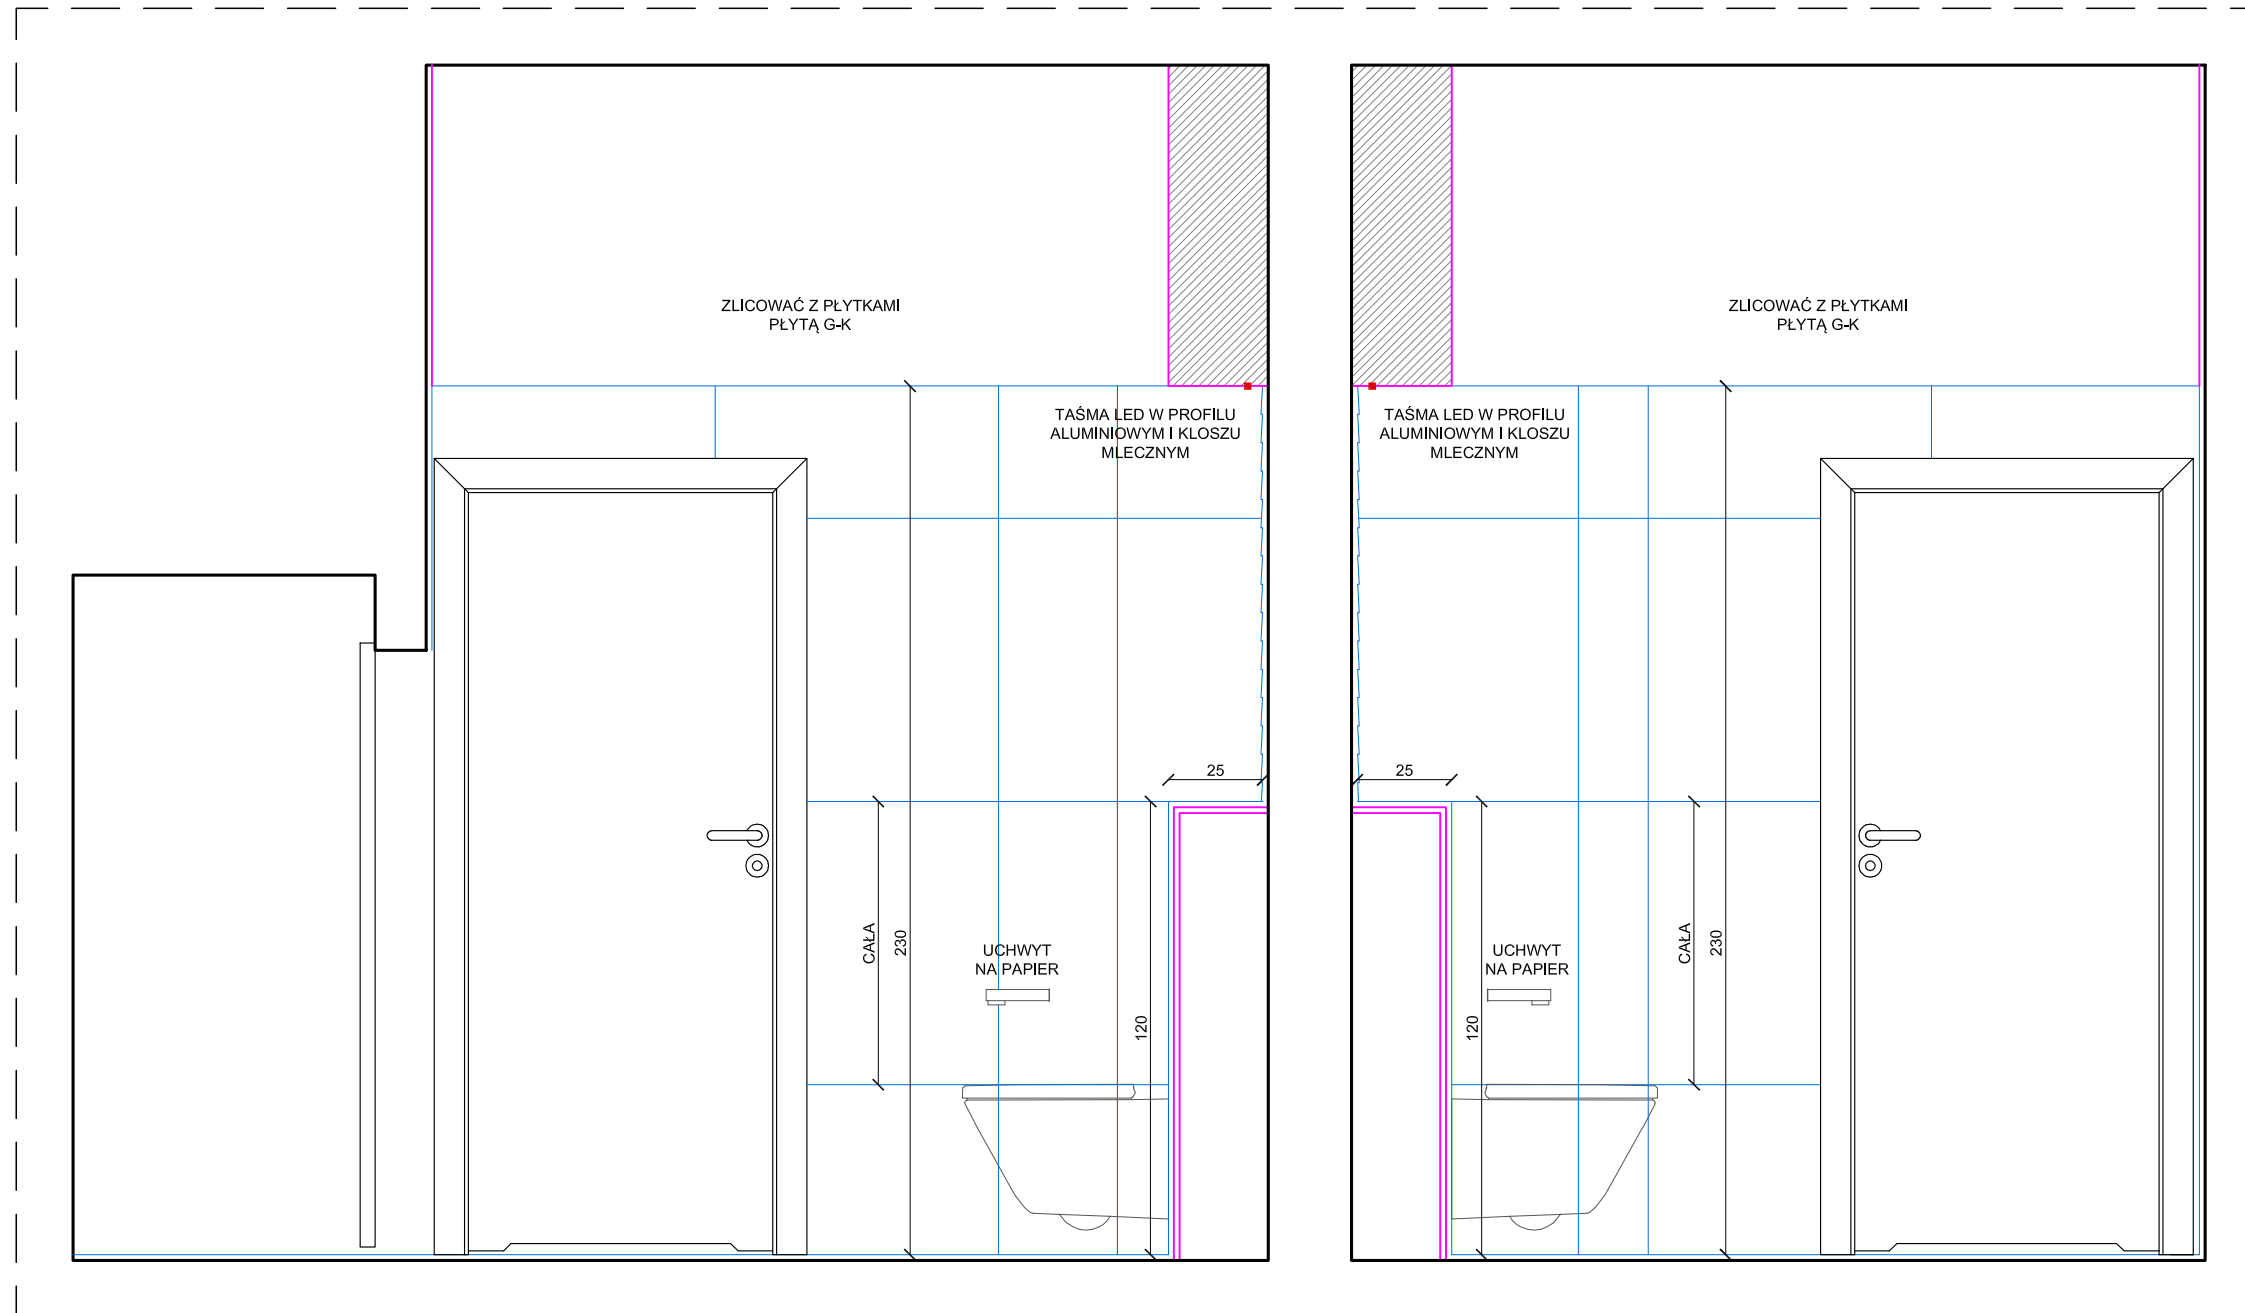 ZLICOWAĆ Z PŁYTKAMI
PŁYTĄ G-K
TAŚMA LED W PROFILU
ALUMINIOWYM I KLOSZU
MLECZNYM
25
CAŁA
230
UCHWYT
NA PAPIER
120
ZLICOWAĆ Z PŁYTKAMI
PŁYTĄ G-K
TAŚMA LED W PROFILU
ALUMINIOWYM I KLOSZU
MLECZNYM
25
UCHWYT
NA PAPIER
CAŁA
230
120